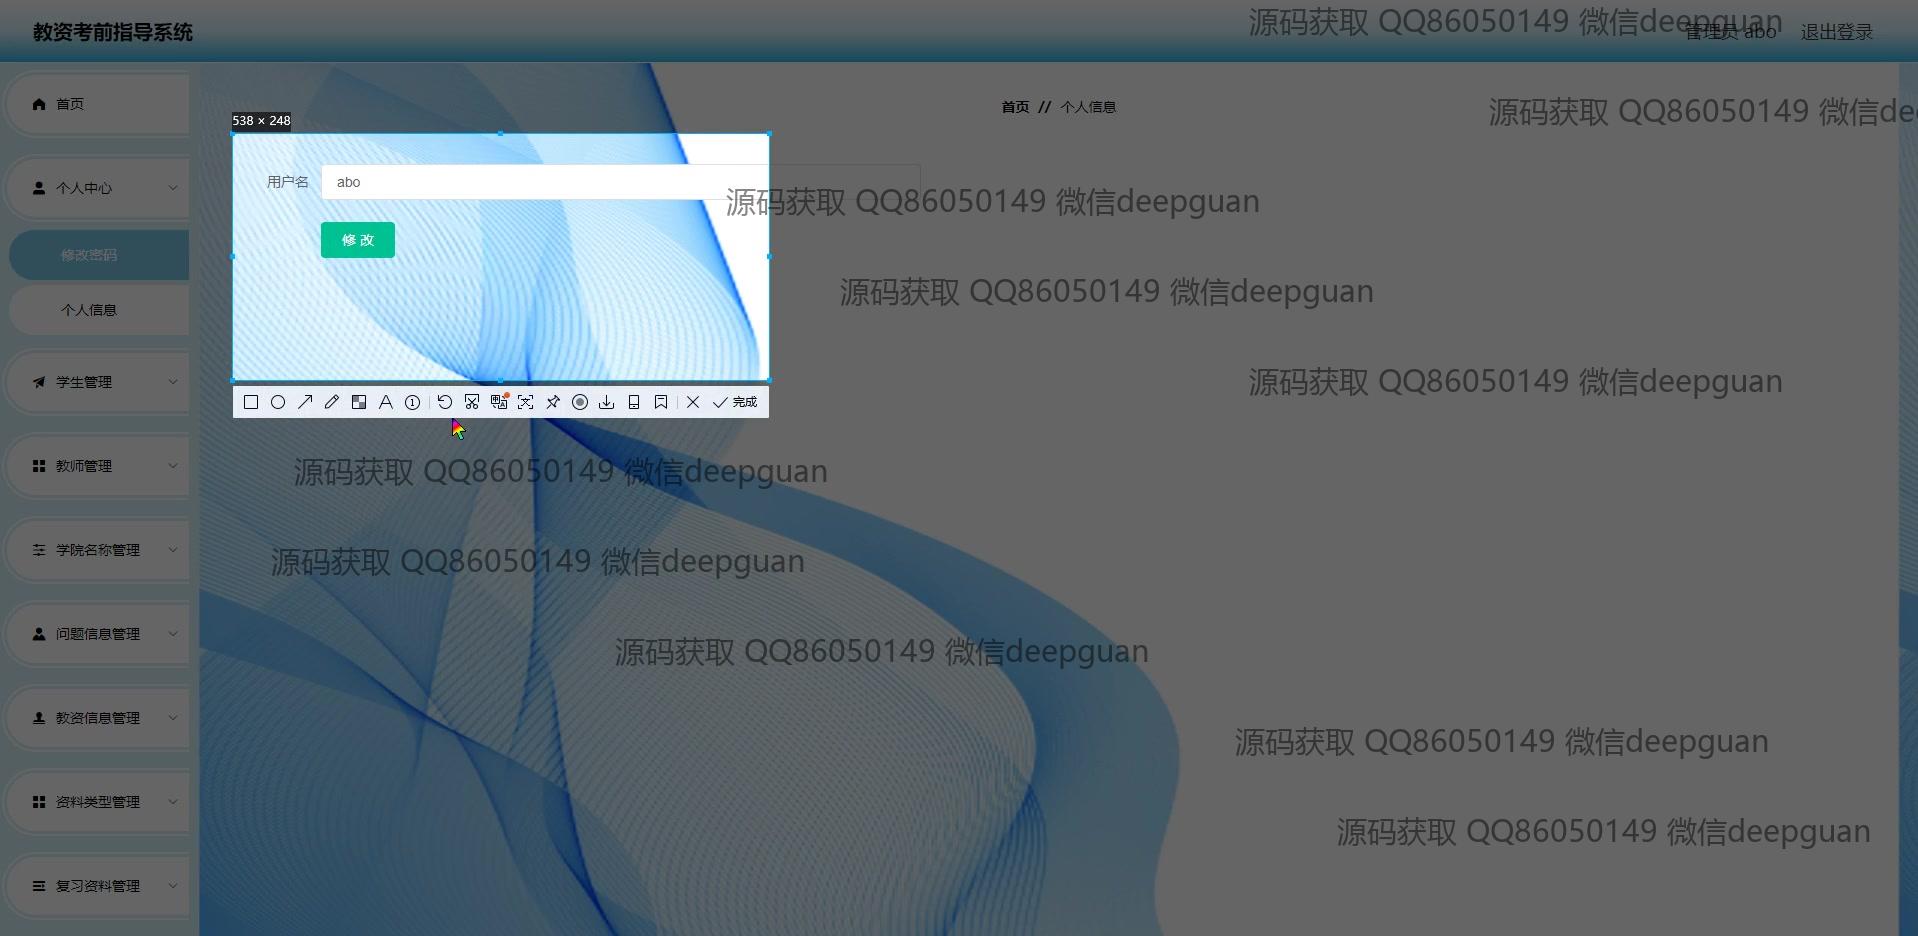 教资考前指导系统
源码获取 QQ86050149 微信deepguan
管理员 abo
退出登录
首页
首页 // 个人信息
源码获取 QQ86050149 微信de
538 × 248
个人中心
用户名
abo
源码获取 QQ86050149 微信deepguan
修改
修改密码
源码获取 QQ86050149 微信deepguan
个人信息
学生管理
源码获取 QQ86050149 微信deepguan
完成
教师管理
源码获取 QQ86050149 微信deepguan
学院名称管理
源码获取 QQ86050149 微信deepguan
问题信息管理
源码获取 QQ86050149 微信deepguan
教资信息管理
源码获取 QQ86050149 微信deepguan
资料类型管理
源码获取 QQ86050149 微信deepguan
复习资料管理